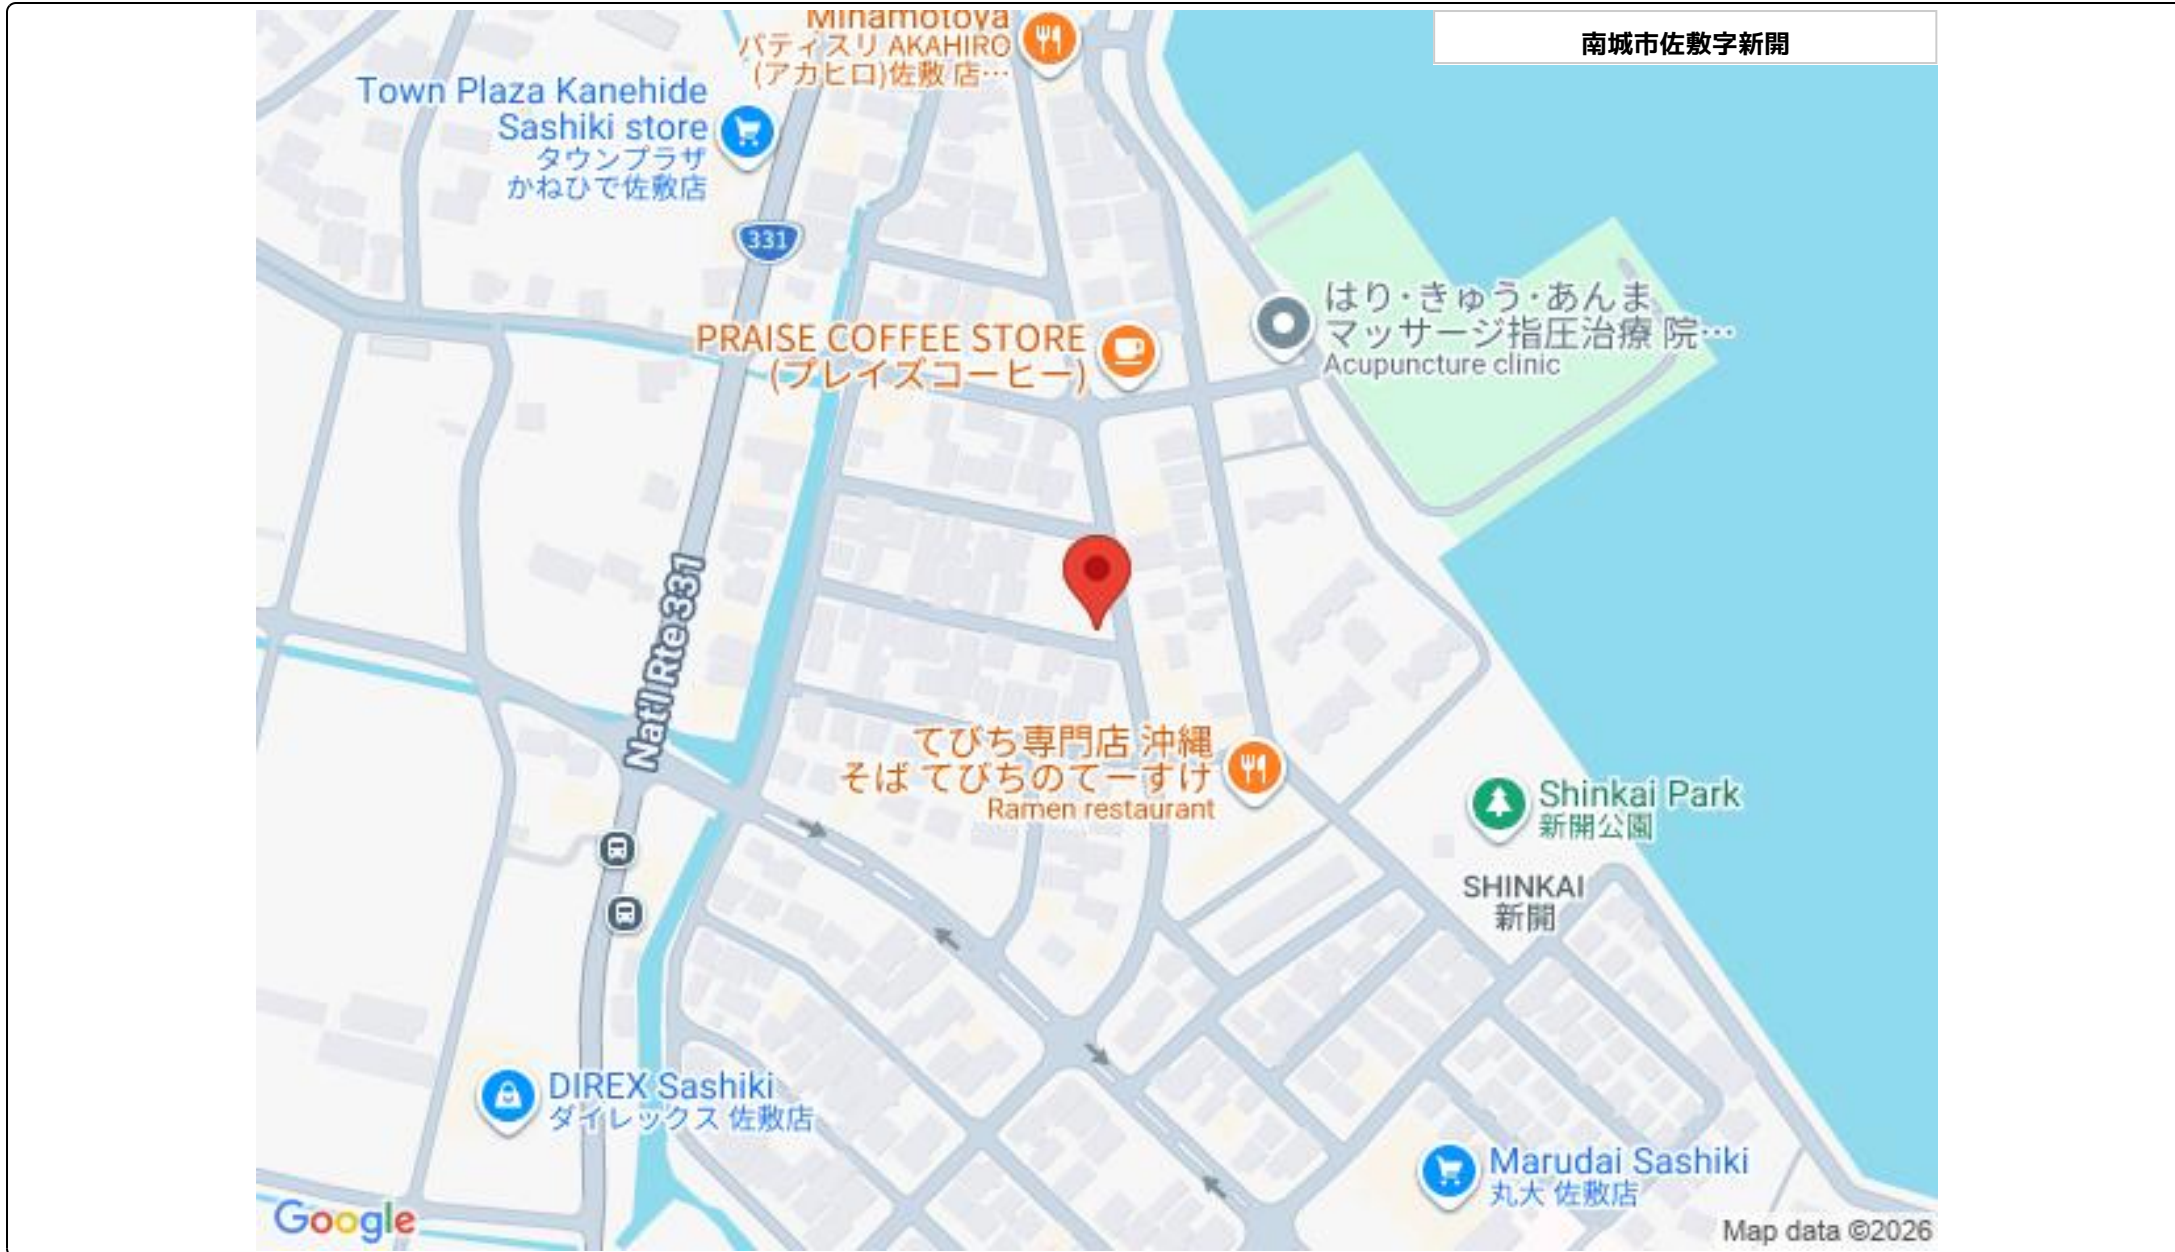 Minamotoya
パティスリ AKAHIRO
(アカヒロ)佐敷 店…
南城市佐敷字新開
Town Plaza Kanehide
Sashiki store
タウンプラザ
かねひで佐敷店
331
はり･きゅう･あんま
マッサージ指圧治療 院…
Acupuncture clinic
PRAISE COFFEE STORE
(プレイズコーヒー)
Nat'l Rte 331
てびち専門店 沖縄
そば てびちのてーすけ
Ramen restaurant
Shinkai Park
新開公園
SHINKAI
新開
DIREX Sashiki
ダイレックス 佐敷店
Marudai Sashiki
丸大 佐敷店
Google
Map data ©2026